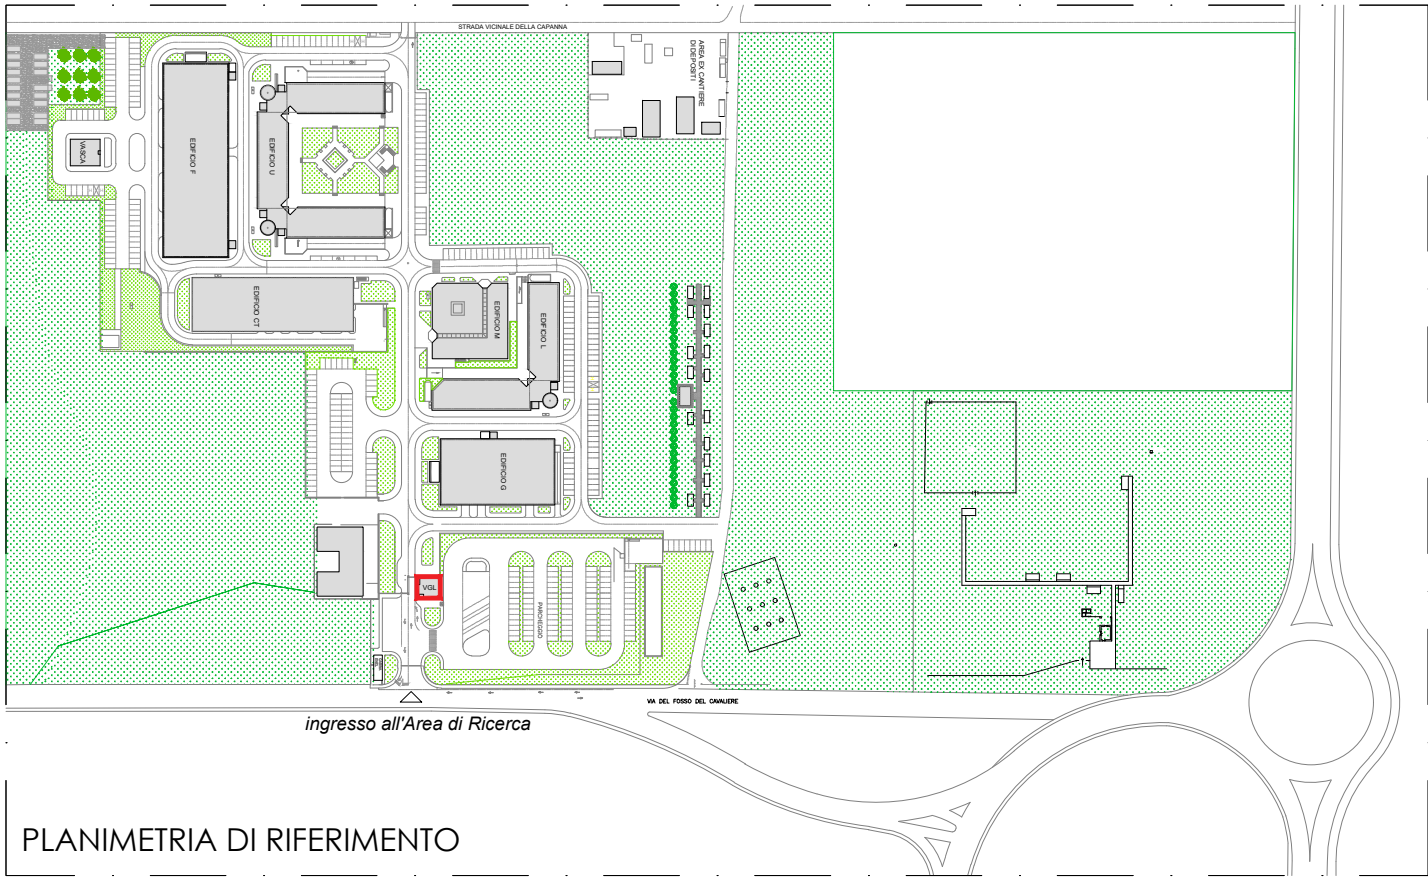 STRADA VICINALE DELLA CAPANNA
AREA EX CANTIERE
DI DEPOSITI
VASCA
EDIFICIO F
EDIFICIO U
EDIFICIO CT
EDIFICIO M
EDIFICIO L
EDIFICIO G
VGL
PARCHEGGIO
VIA DEL FOSSO DEL CAVALIERE
ingresso all'Area di Ricerca
PLANIMETRIA DI RIFERIMENTO